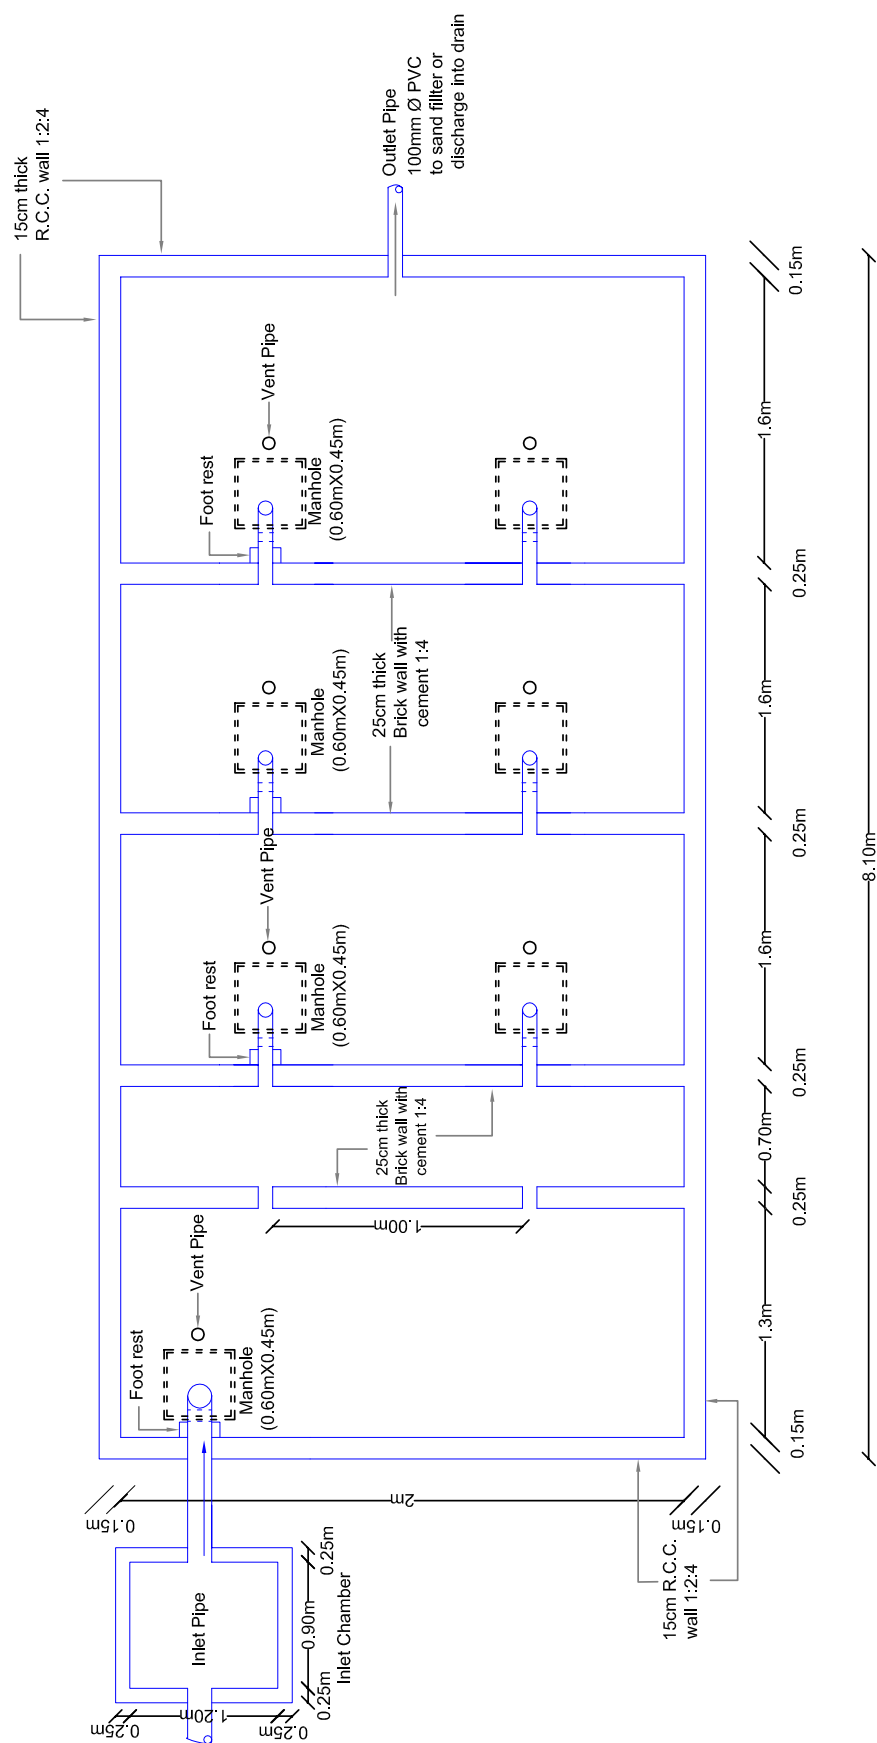 15cm thick
R.C.C. wall 1:2:4
Outlet Pipe
100mm Ø PVC
to sand fillter or
discharge into drain
Vent Pipe
Foot rest
Manhole
(0.60mX0.45m)
0.15m
1.6m
0.25m
Manhole
(0.60mX0.45m)
25cm thick
Brick wall with
cement 1:4
1.6m
0.25m
8.10m
Vent Pipe
Foot rest
Manhole
(0.60mX0.45m)
1.6m
0.25m
25cm thick
Brick wall with
cement 1:4
0.70m
0.25m
1.00m
Vent Pipe
Foot rest
Manhole
(0.60mX0.45m)
1.3m
0.15m
0.15m
2m
0.15m
15cm R.C.C.
wall 1:2:4
Inlet Pipe
0.25m
0.90m
0.25m
Inlet Chamber
0.25m
1.20m
0.25m